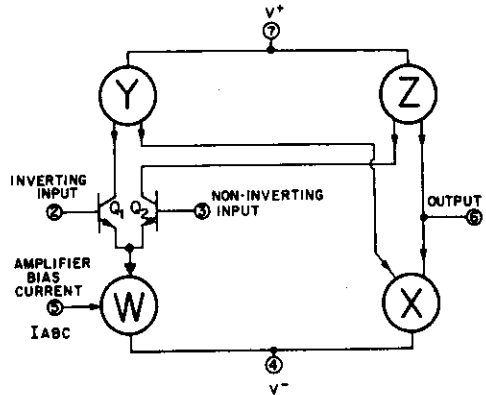 V+
⑦
Y
Z
INVERTING
INPUT
②
Q1
Q2
③
NON-INVERTING
INPUT
OUTPUT
⑥
AMPLIFIER
BIAS
CURRENT
⑤
IABC
W
X
④
V-